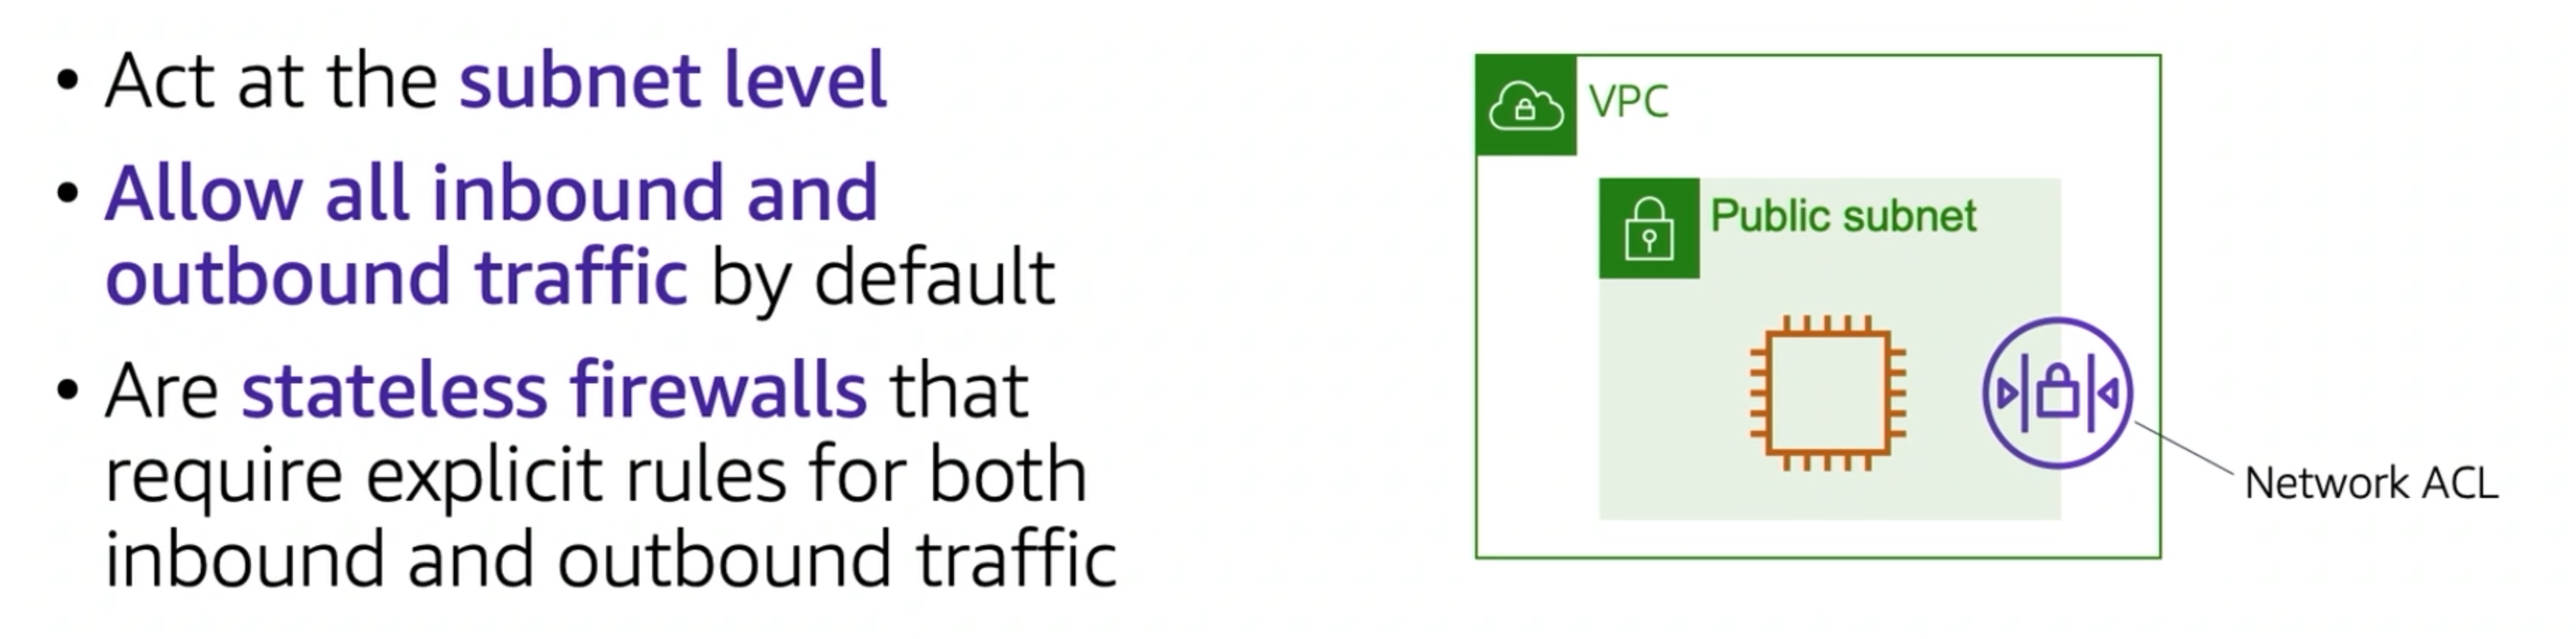 • Act at the subnet level
• Allow all inbound and
outbound traffic by default
• Are stateless firewalls that
require explicit rules for both
inbound and outbound traffic
VPC
Public subnet
Network ACL